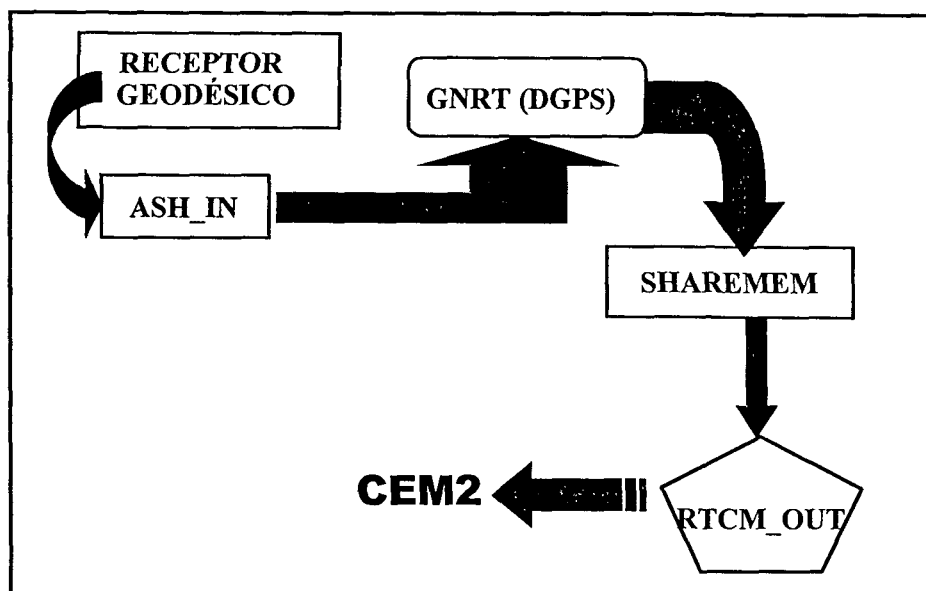 RECEPTOR
GEODÉSICO
GNRT (DGPS)
ASH_IN
SHAREMEM
CEM2
RTCM_OUT